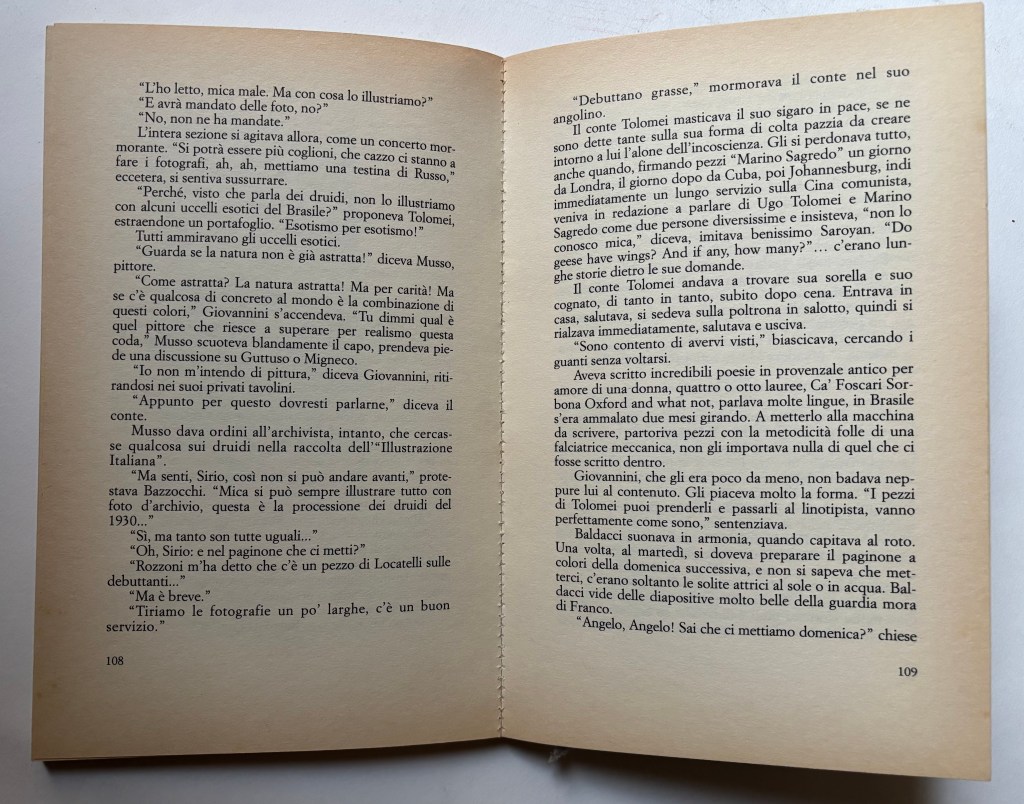 “L’ho letto, mica male. Ma con cosa lo illustriamo?”
“E avrà mandato delle foto, no?”
“No, non ne ha mandate.”
L’intera sezione si agitava allora, come un concerto mor-
morante. “Si potrà essere più coglioni, che cazzo ci stanno a
fare i fotografi, ah, ah, mettiamo una testina di Russo,”
eccetera, si sentiva sussurrare.
“Perché, visto che parla dei druidi, non lo illustriamo
con alcuni uccelli esotici del Brasile?” proponeva Tolomei,
estraendone un portafoglio. “Esotismo per esotismo!”
Tutti ammiravano gli uccelli esotici.
“Guarda se la natura non è già astratta!” diceva Musso,
pittore.
“Come astratta? La natura astratta! Ma per carità! Ma
se c’è qualcosa di concreto al mondo è la combinazione di
questi colori,” Giovannini s’accendeva. “Tu dimmi qual è
quel pittore che riesce a superare per realismo questa
coda,” Musso scuoteva blandamente il capo, prendeva pie-
de una discussione su Guttuso o Migneco.
“Io non m’intendo di pittura,” diceva Giovannini, riti-
randosi nei suoi privati tavolini.
“Appunto per questo dovresti parlarne,” diceva il
conte.
Musso dava ordini all’archivista, intanto, che cercas-
se qualcosa sui druidi nella raccolta dell’“Illustrazione
Italiana”.
“Ma senti, Sirio, così non si può andare avanti,” prote-
stava Bazzocchi. “Mica si può sempre illustrare tutto con
foto d’archivio, questa è la processione dei druidi del
1930...”
“Sì, ma tanto son tutte uguali...”
“Oh, Sirio: e nel paginone che ci metti?”
“Rozzoni m’ha detto che c’è un pezzo di Locatelli sulle
debuttanti...”
“Ma è breve.”
“Tiriamo le fotografie un po’ larghe, c’è un buon
servizio.”
108
“Debuttano grasse,” mormorava il conte nel suo
angolino.
Il conte Tolomei masticava il suo sigaro in pace, se ne
sono dette tante sulla sua forma di colta pazzia da creare
intorno a lui l’alone dell’incoscienza. Gli si perdonava tutto,
anche quando, firmando pezzi “Marino Sagredo” un giorno
da Londra, il giorno dopo da Cuba, poi Johannesburg, indi
immediatamente un lungo servizio sulla Cina comunista,
veniva in redazione a parlare di Ugo Tolomei e Marino
Sagredo come due persone diversissime e insisteva, “non lo
conosco mica,” diceva, imitava benissimo Saroyan. “Do
geese have wings? And if any, how many?”... c’erano lun-
ghe storie dietro le sue domande.
Il conte Tolomei andava a trovare sua sorella e suo
cognato, di tanto in tanto, subito dopo cena. Entrava in
casa, salutava, si sedeva sulla poltrona in salotto, quindi si
rialzava immediatamente, salutava e usciva.
“Sono contento di avervi visti,” biascicava, cercando i
guanti senza voltarsi.
Aveva scritto incredibili poesie in provenzale antico per
amore di una donna, quattro o otto lauree, Ca’ Foscari Sor-
bona Oxford and what not, parlava molte lingue, in Brasile
s’era ammalato due mesi girando. A metterlo alla macchina
da scrivere, partoriva pezzi con la metodicità folle di una
falciatrice meccanica, non gli importava nulla di quel che ci
fosse scritto dentro.
Giovannini, che gli era poco da meno, non badava nep-
pure lui al contenuto. Gli piaceva molto la forma. “I pezzi
di Tolomei puoi prenderli e passarli al linotipista, vanno
perfettamente come sono,” sentenziava.
Baldacci suonava in armonia, quando capitava al roto.
Una volta, al martedì, si doveva preparare il paginone a
colori della domenica successiva, e non si sapeva che met-
terci, c’erano soltanto le solite attrici al sole o in acqua. Bal-
dacci vide delle diapositive molto belle della guardia mora
di Franco.
“Angelo, Angelo! Sai che ci mettiamo domenica?” chiese
109